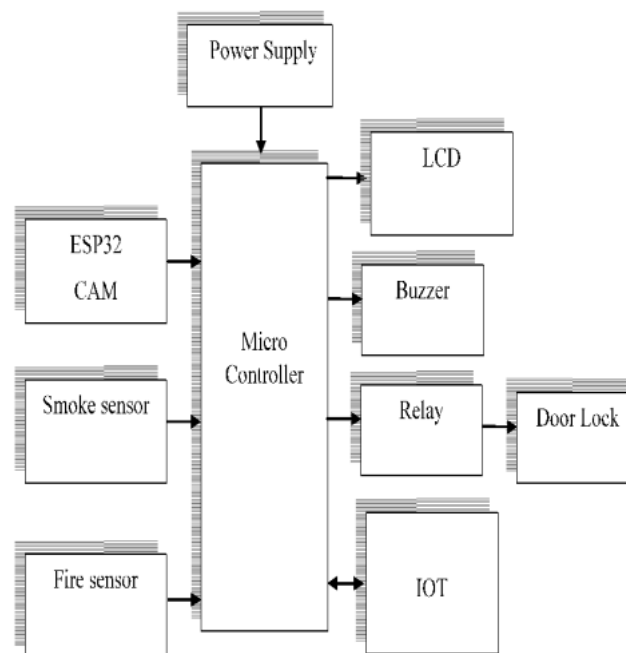 Power Supply
LCD
ESP32
CAM
Buzzer
Micro
Controller
Smoke sensor
Relay
Door Lock
Fire sensor
IOT